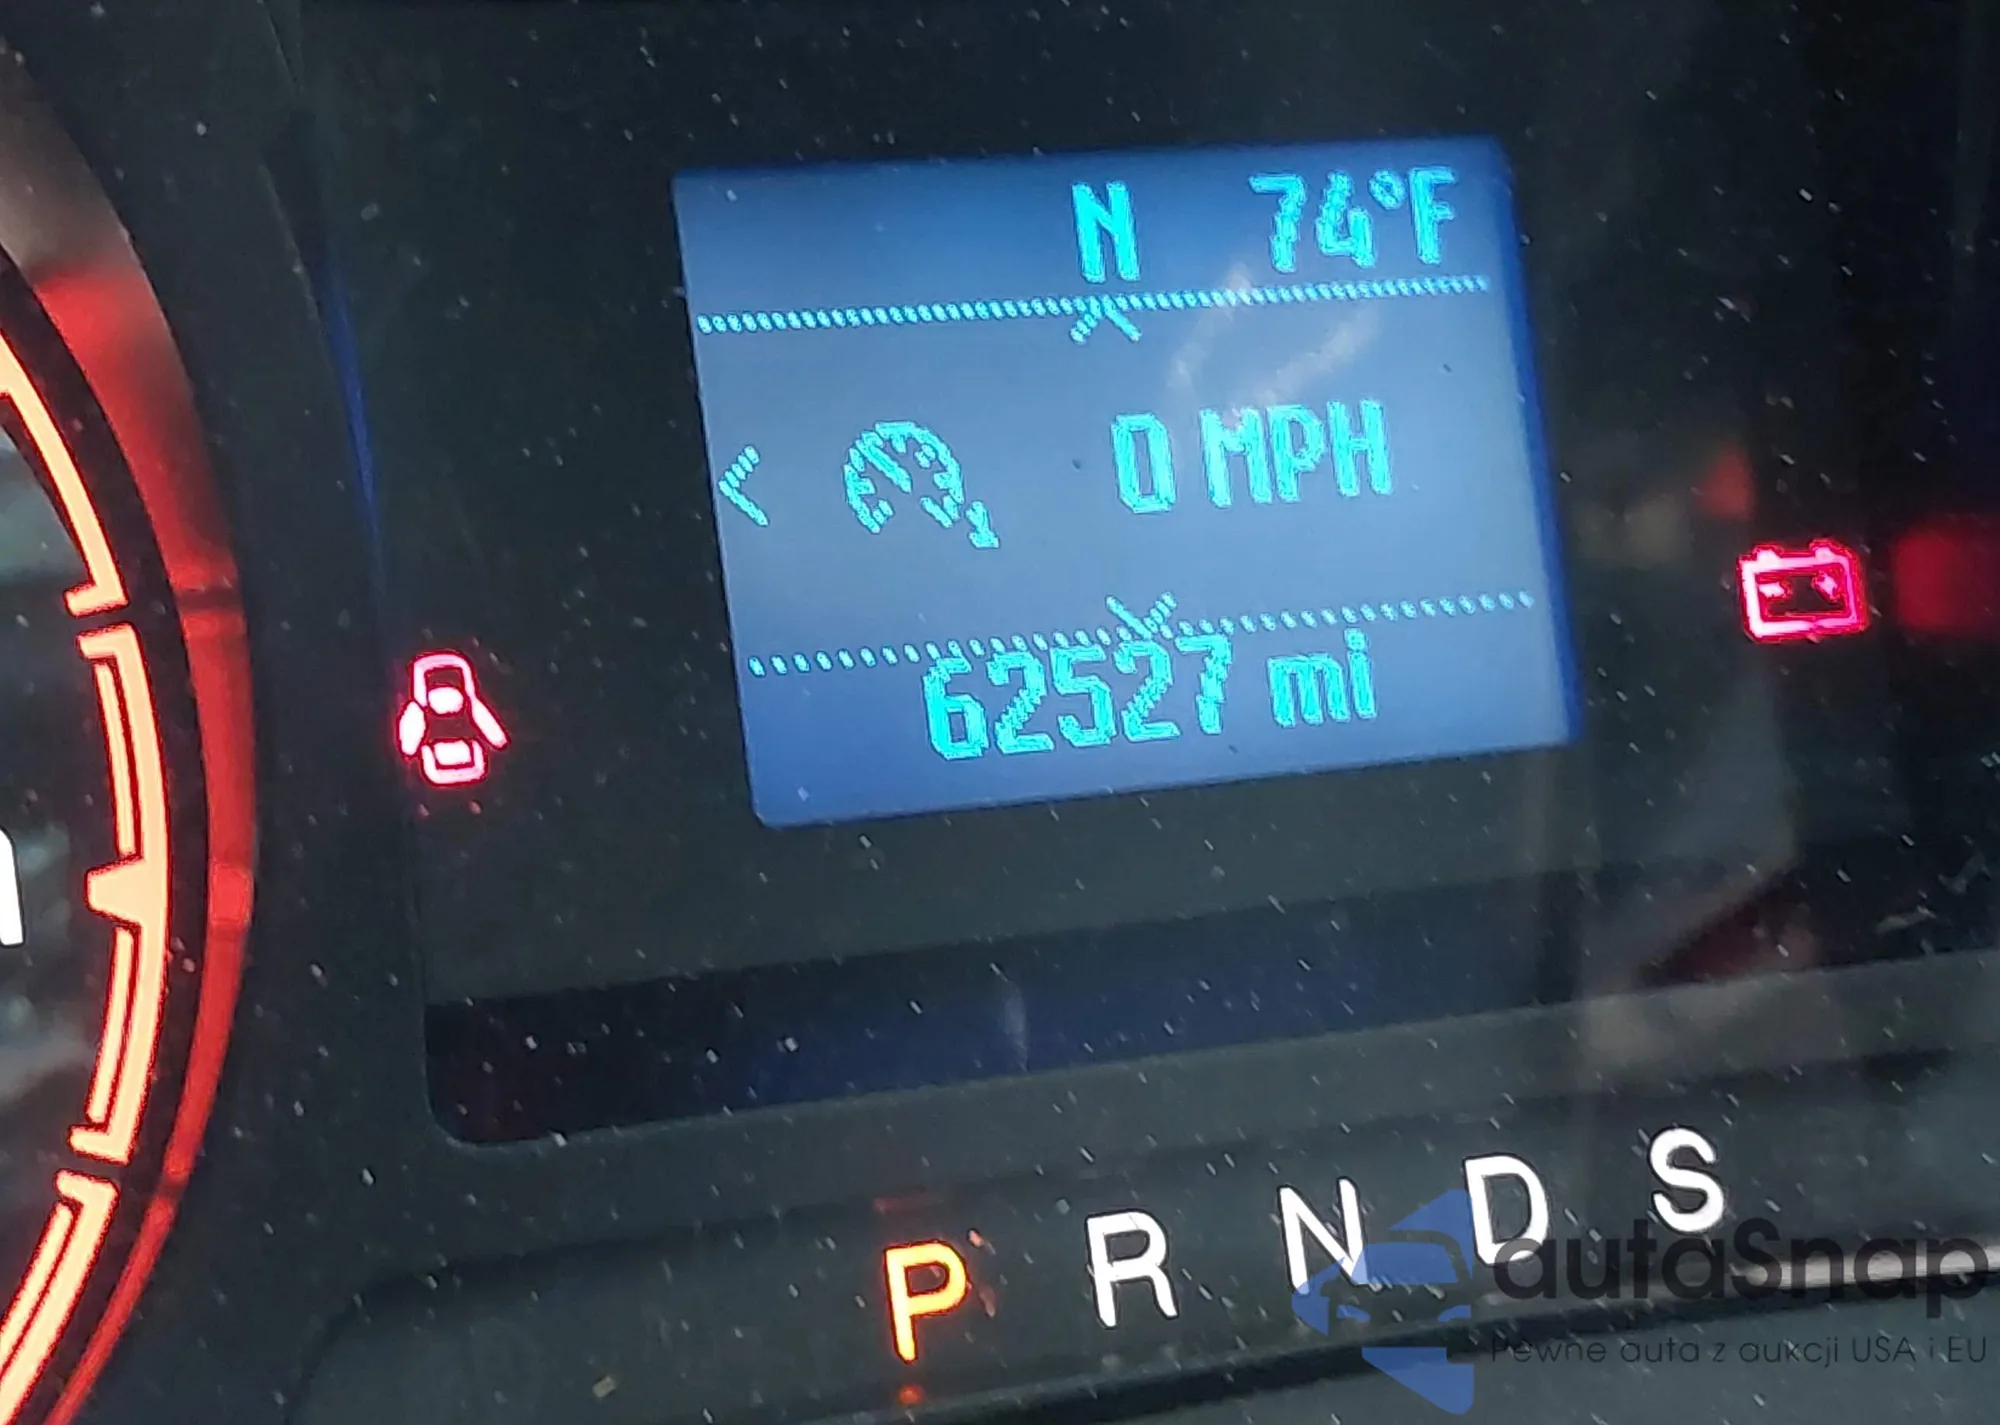 N 74°F
0 MPH
62527 mi
P R N D S
autaSnap
Pewne auta z aukcji USA i EU